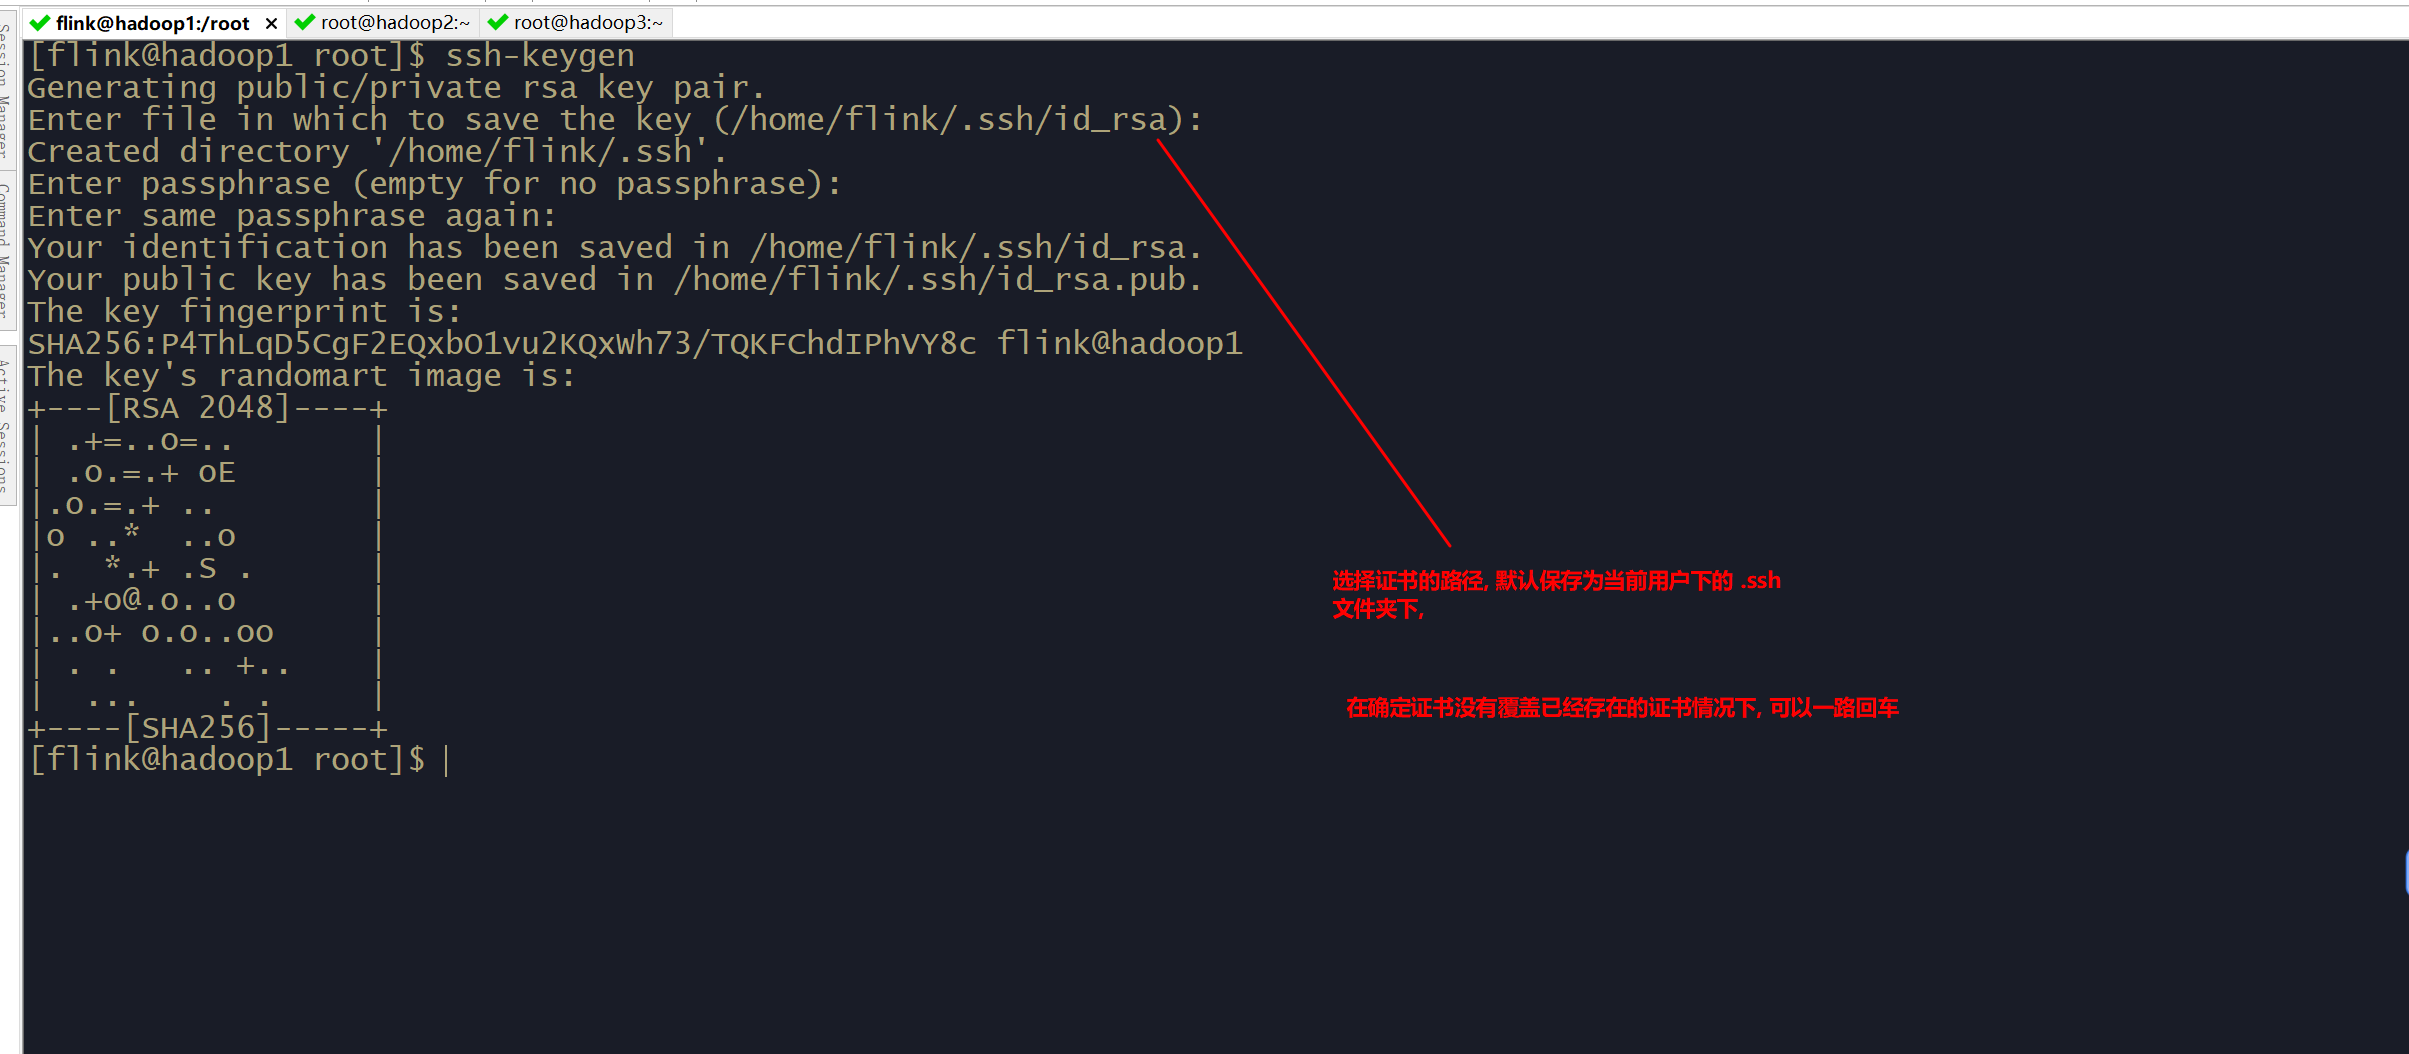 flink@hadoop1:/root × root@hadoop2:~ root@hadoop3:~
Session Manager
Command Manager
Active Sessions
[flink@hadoop1 root]$ ssh-keygen
Generating public/private rsa key pair.
Enter file in which to save the key (/home/flink/.ssh/id_rsa):
Created directory '/home/flink/.ssh'.
Enter passphrase (empty for no passphrase):
Enter same passphrase again:
Your identification has been saved in /home/flink/.ssh/id_rsa.
Your public key has been saved in /home/flink/.ssh/id_rsa.pub.
The key fingerprint is:
SHA256:P4ThLqD5CgF2EQxbO1vu2KQxWh73/TQKFChdIPhVY8c flink@hadoop1
The key's randomart image is:
+---[RSA 2048]----+
| .+=..o=..       |
| .o.=.+ oE       |
|.o.=.+ ..        |
|o ..*  ..o       |
|.  *.+ .S .      |
| .+o@.o..o       |
|..o+ o.o..oo     |
| . .   .. +..    |
|  ...    . .     |
+----[SHA256]-----+
[flink@hadoop1 root]$
选择证书的路径, 默认保存为当前用户下的 .ssh
文件夹下,
在确定证书没有覆盖已经存在的证书情况下, 可以一路回车